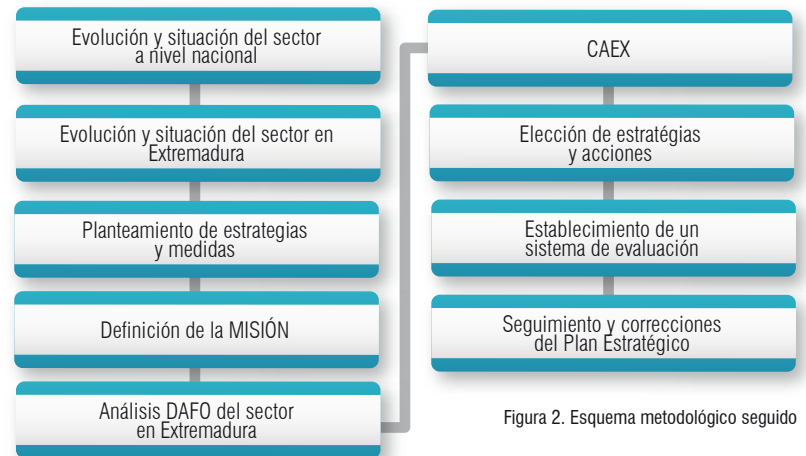 Evolución y situación del sector
a nivel nacional
Evolución y situación del sector en
Extremadura
Planteamiento de estrategias
y medidas
Definición de la MISIÓN
Análisis DAFO del sector
en Extremadura
CAEX
Elección de estratégias
y acciones
Establecimiento de un
sistema de evaluación
Seguimiento y correcciones
del Plan Estratégico
Figura 2. Esquema metodológico seguido